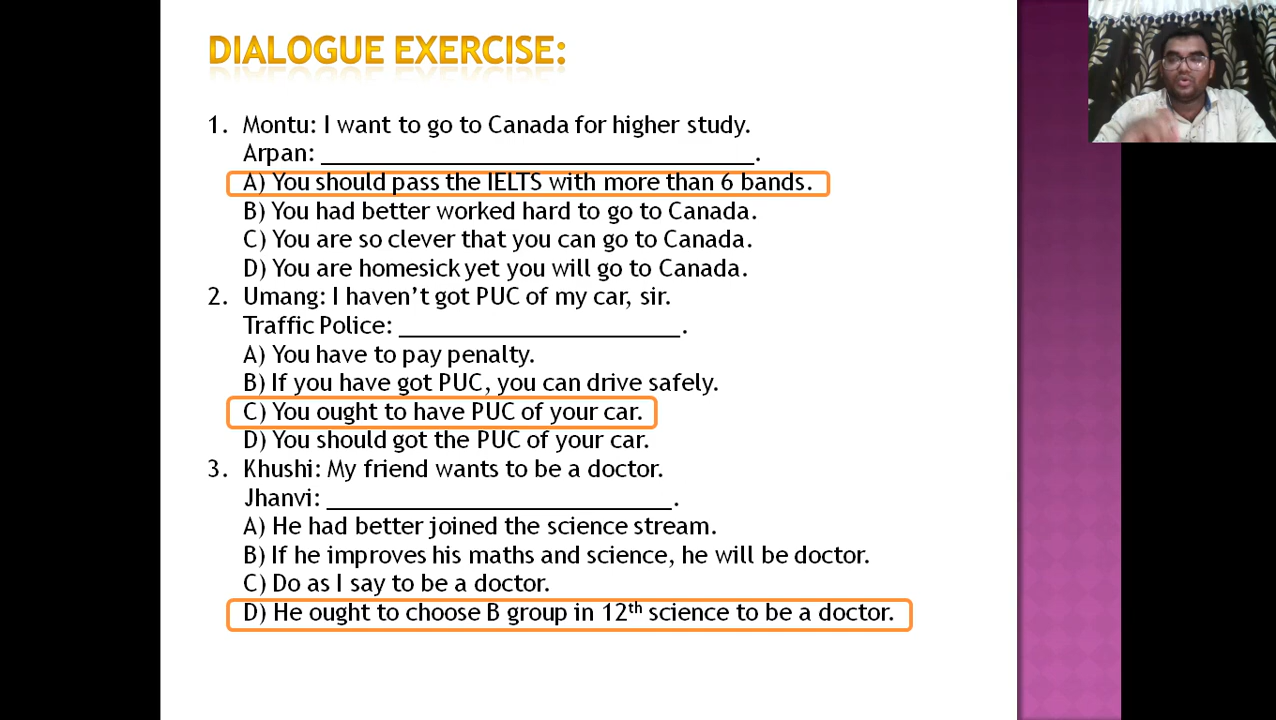 DIALOGUE EXERCISE:
1. Montu: I want to go to Canada for higher study.
Arpan: ________________________________________.
A) You should pass the IELTS with more than 6 bands.
B) You had better worked hard to go to Canada.
C) You are so clever that you can go to Canada.
D) You are homesick yet you will go to Canada.
2. Umang: I haven’t got PUC of my car, sir.
Traffic Police: __________________________.
A) You have to pay penalty.
B) If you have got PUC, you can drive safely.
C) You ought to have PUC of your car.
D) You should got the PUC of your car.
3. Khushi: My friend wants to be a doctor.
Jhanvi: ________________________________.
A) He had better joined the science stream.
B) If he improves his maths and science, he will be doctor.
C) Do as I say to be a doctor.
D) He ought to choose B group in 12th science to be a doctor.